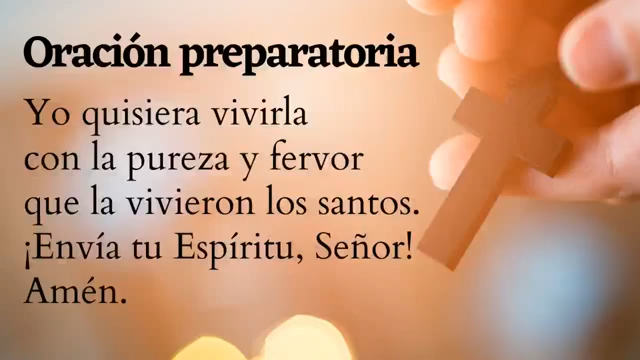 Oración preparatoria
Yo quisiera vivirla
con la pureza y fervor
que la vivieron los santos.
¡Envía tu Espíritu, Señor!
Amén.